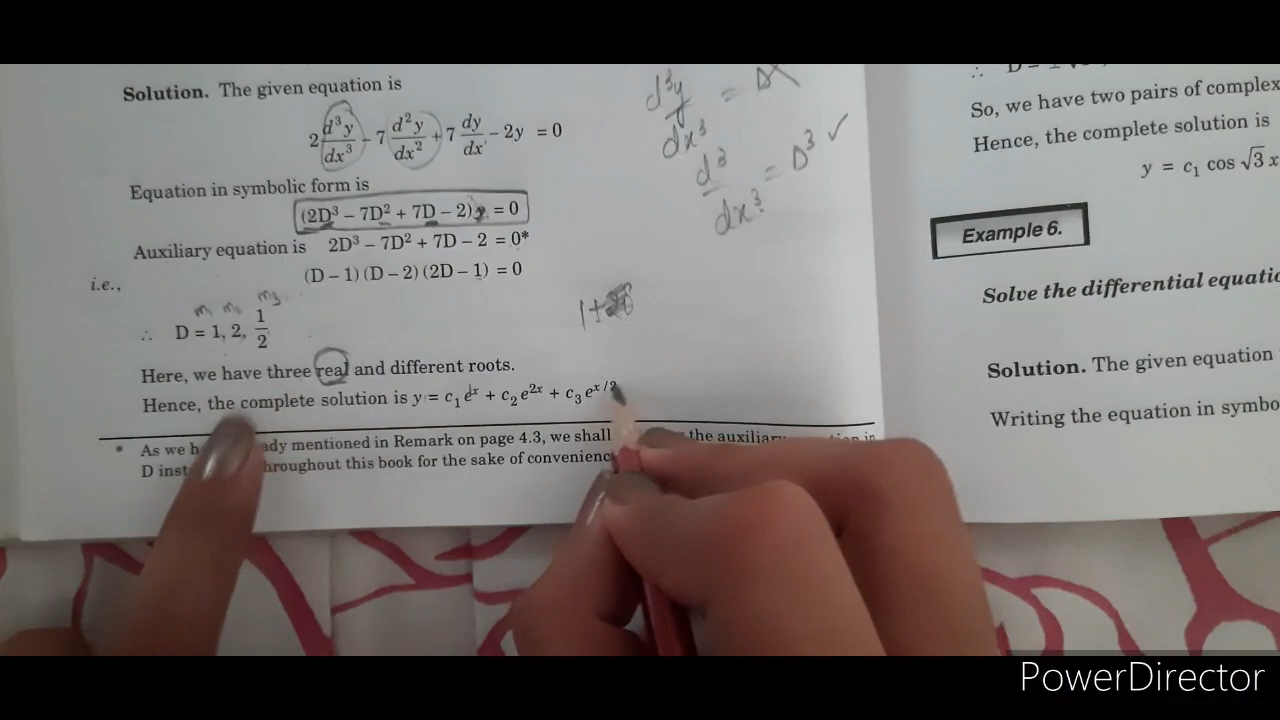 Solution. The given equation is
2 d³y/dx³ − 7 d²y/dx² + 7 dy/dx − 2y = 0
Equation in symbolic form is
(2D³ − 7D² + 7D − 2) y = 0
Auxiliary equation is 2D³ − 7D² + 7D − 2 = 0*
i.e., (D − 1) (D − 2) (2D − 1) = 0
m₁ m₂ m₃
∴ D = 1, 2, 1/2
Here, we have three real and different roots.
Hence, the complete solution is y = c₁ eˣ + c₂ e²ˣ + c₃ e^(x/2)
* As we ady mentioned in Remark on page 4.3, we shall the auxiliary in
D inst hroughout this book for the sake of convenienc
d³y/dx³ = D
d³/dx³ = D³ ✓
1+
∴ D =
So, we have two pairs of complex
Hence, the complete solution is
y = c₁ cos √3 x
Example 6.
Solve the differential equatio
Solution. The given equation
Writing the equation in symbo
PowerDirector